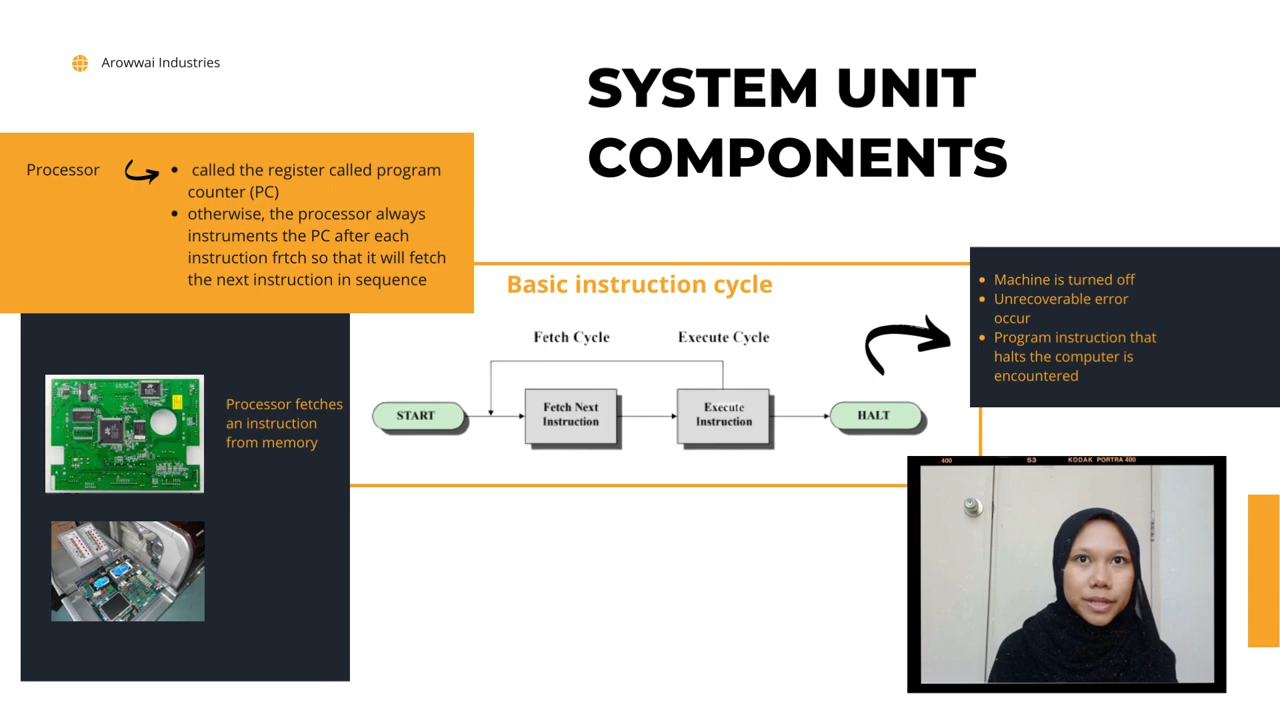 Arowwai Industries
SYSTEM UNIT
COMPONENTS
Processor
called the register called program
counter (PC)
otherwise, the processor always
instruments the PC after each
instruction frtch so that it will fetch
the next instruction in sequence
Basic instruction cycle
Fetch Cycle
Execute Cycle
START
Fetch Next
Instruction
Execute
Instruction
HALT
Machine is turned off
Unrecoverable error
occur
Program instruction that
halts the computer is
encountered
Processor fetches
an instruction
from memory
400
53
KODAK PORTRA 400